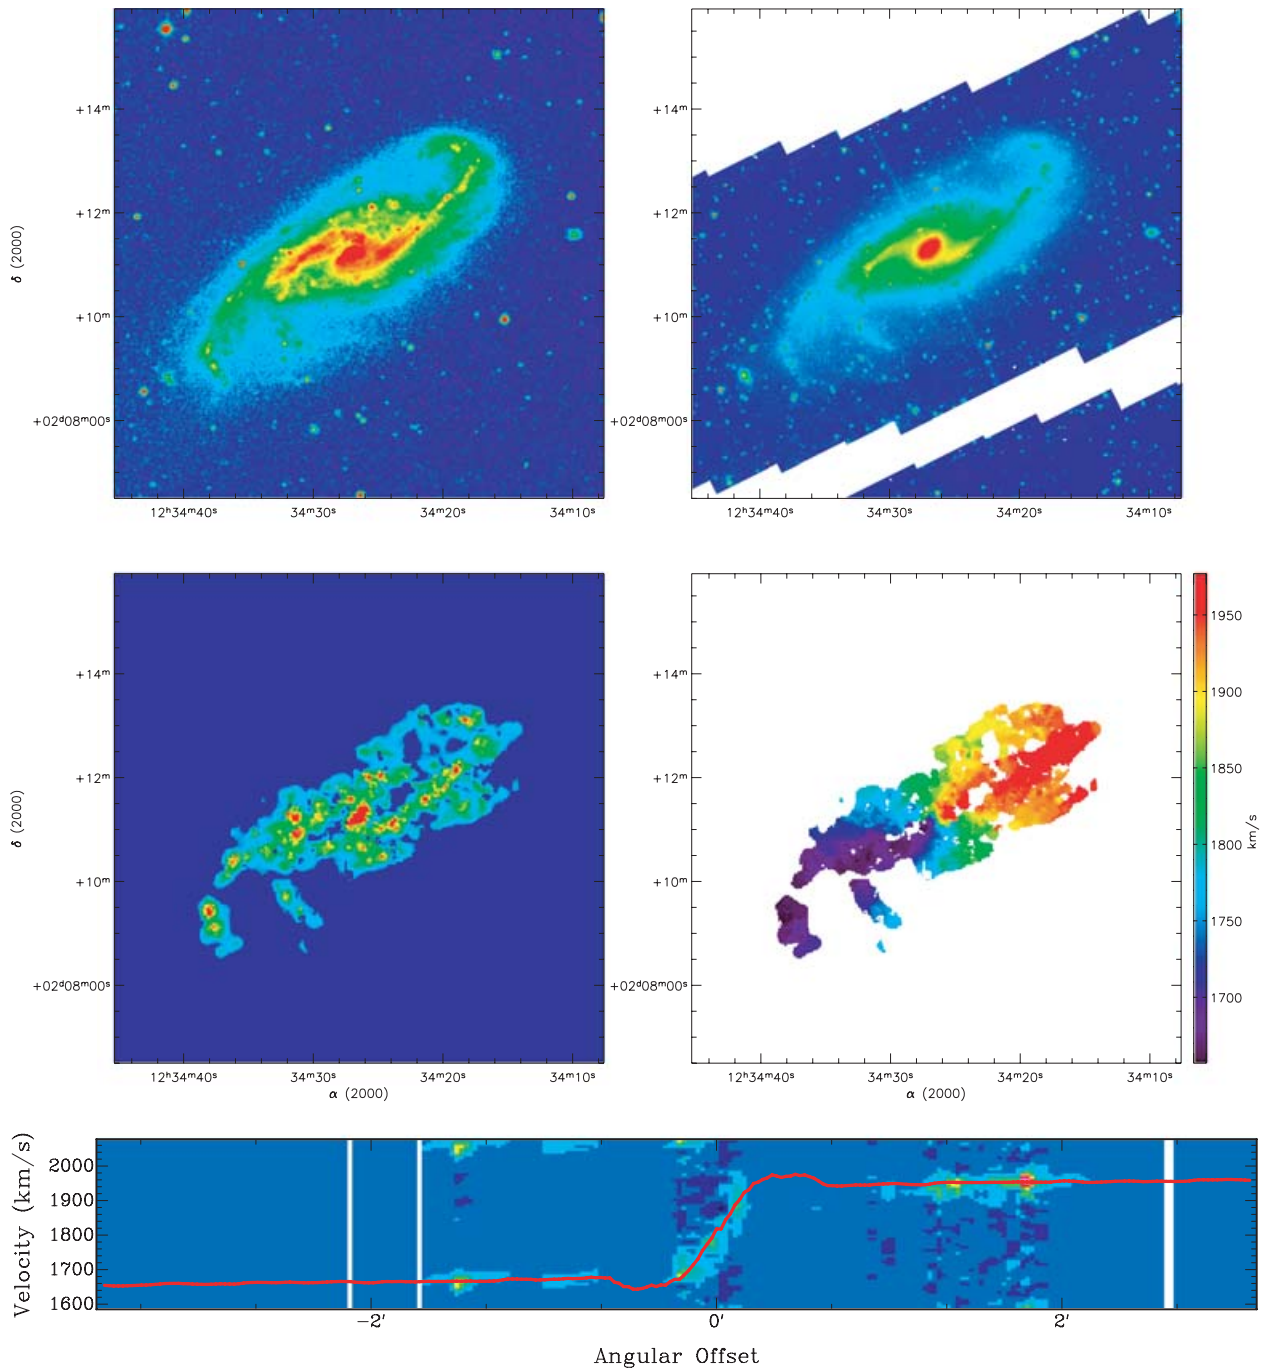 δ (2000)
+14ᵐ
+12ᵐ
+10ᵐ
+02ᵈ08ᵐ00ˢ
12ʰ34ᵐ40ˢ 34ᵐ30ˢ 34ᵐ20ˢ 34ᵐ10ˢ
+14ᵐ
+12ᵐ
+10ᵐ
+02ᵈ08ᵐ00ˢ
12ʰ34ᵐ40ˢ 34ᵐ30ˢ 34ᵐ20ˢ 34ᵐ10ˢ
δ (2000)
+14ᵐ
+12ᵐ
+10ᵐ
+02ᵈ08ᵐ00ˢ
12ʰ34ᵐ40ˢ 34ᵐ30ˢ 34ᵐ20ˢ 34ᵐ10ˢ
α (2000)
+14ᵐ
+12ᵐ
+10ᵐ
+02ᵈ08ᵐ00ˢ
12ʰ34ᵐ40ˢ 34ᵐ30ˢ 34ᵐ20ˢ 34ᵐ10ˢ
α (2000)
1950
1900
1850
1800
1750
1700
km/s
Velocity (km/s)
2000
1900
1800
1700
1600
−2' 0' 2'
Angular Offset